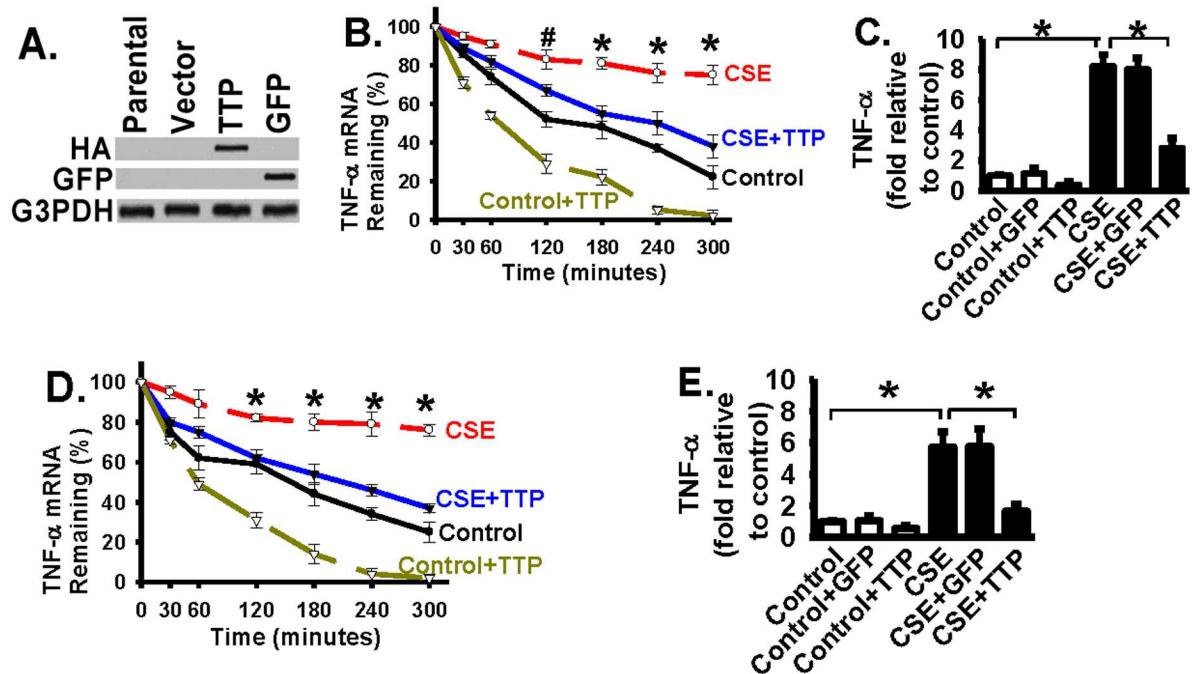 A.
Parental
Vector
TTP
GFP
HA
GFP
G3PDH
B.
TNF-α mRNA
Remaining (%)
100
80
60
40
20
0
#
*
*
*
CSE
CSE+TTP
Control
Control+TTP
0 30 60 120 180 240 300
Time (minutes)
C.
TNF-α
(fold relative
to control)
10
8
6
4
2
0
*
*
Control
Control+GFP
Control+TTP
CSE
CSE+GFP
CSE+TTP
D.
TNF-α mRNA
Remaining (%)
100
80
60
40
20
0
*
*
*
*
CSE
CSE+TTP
Control
Control+TTP
0 30 60 120 180 240 300
Time (minutes)
E.
TNF-α
(fold relative
to control)
10
8
6
4
2
0
*
*
Control
Control+GFP
Control+TTP
CSE
CSE+GFP
CSE+TTP